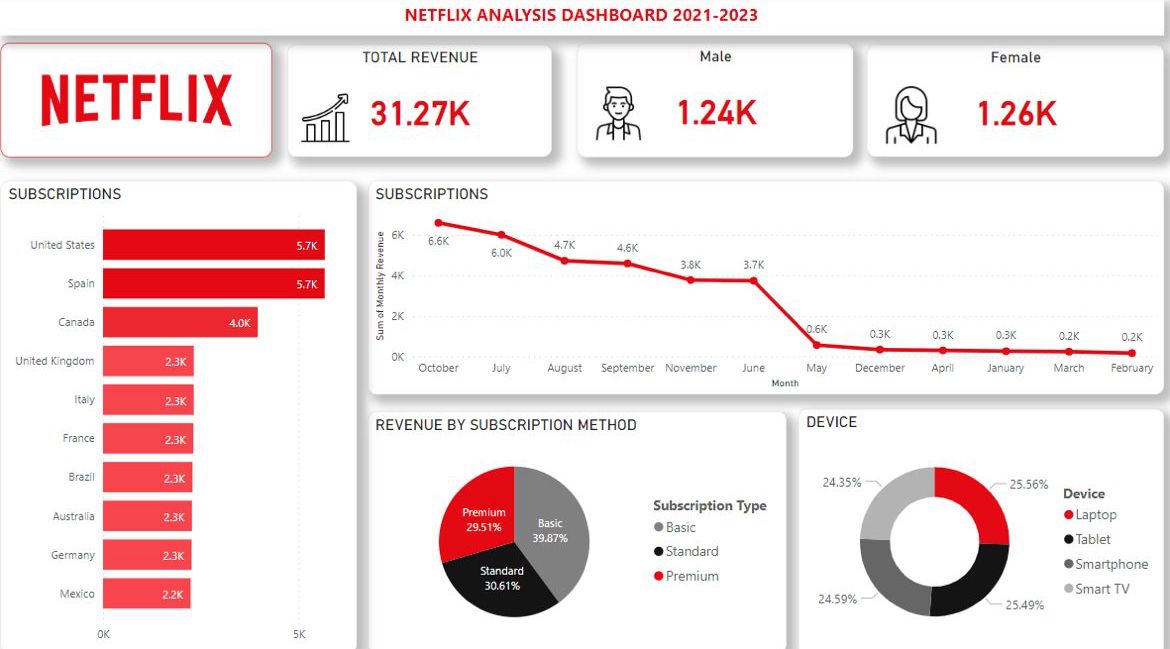 NETFLIX ANALYSIS DASHBOARD 2021-2023
NETFLIX
TOTAL REVENUE
31.27K
Male
1.24K
Female
1.26K
SUBSCRIPTIONS
United States 5.7K
Spain 5.7K
Canada 4.0K
United Kingdom 2.3K
Italy 2.3K
France 2.3K
Brazil 2.3K
Australia 2.3K
Germany 2.3K
Mexico 2.2K
0K 5K
SUBSCRIPTIONS
Sum of Monthly Revenue
6K
4K
2K
0K
6.6K 6.0K 4.7K 4.6K 3.8K 3.7K 0.6K 0.3K 0.3K 0.3K 0.2K 0.2K
October July August September November June May December April January March February
Month
REVENUE BY SUBSCRIPTION METHOD
Premium
29.51%
Basic
39.87%
Standard
30.61%
Subscription Type
Basic
Standard
Premium
DEVICE
24.35%
25.56%
24.59%
25.49%
Device
Laptop
Tablet
Smartphone
Smart TV